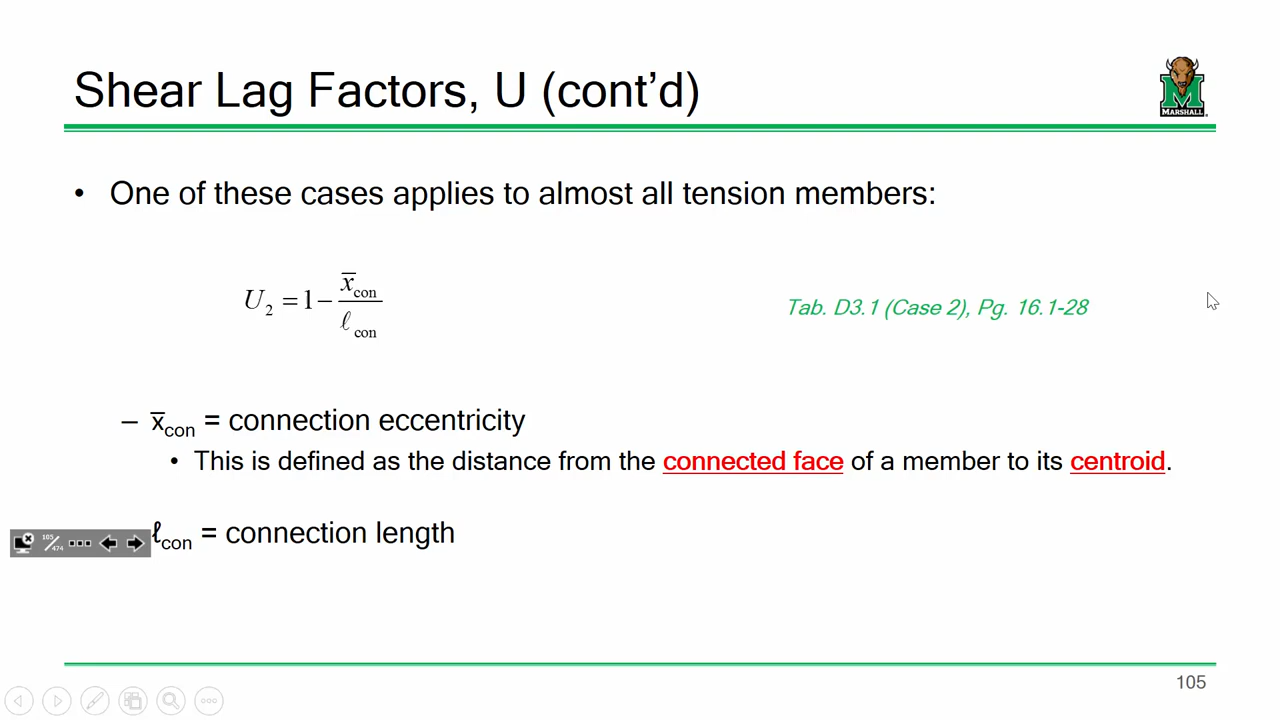 Shear Lag Factors, U (cont’d)
MARSHALL
• One of these cases applies to almost all tension members:
U₂ = 1 − x̅con / ℓcon
Tab. D3.1 (Case 2), Pg. 16.1-28
– x̅con = connection eccentricity
• This is defined as the distance from the connected face of a member to its centroid.
ℓcon = connection length
105/474
105